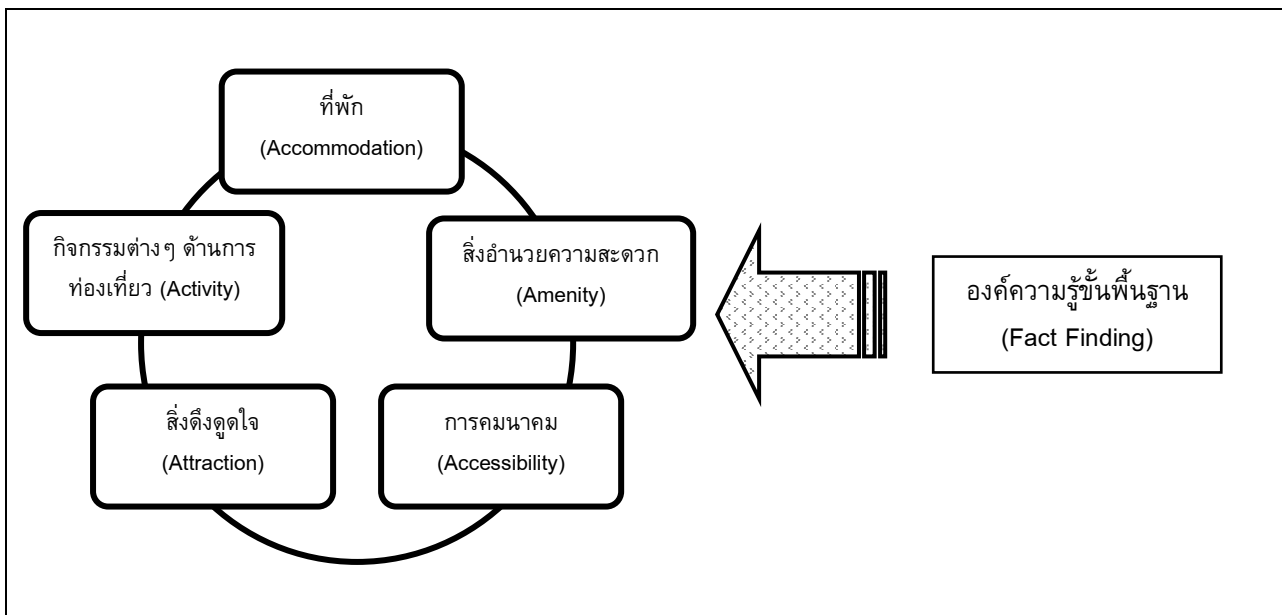 ที่พัก
(Accommodation)
กิจกรรมต่างๆ ด้านการ
ท่องเที่ยว (Activity)
สิ่งอำนวยความสะดวก
(Amenity)
องค์ความรู้ขั้นพื้นฐาน
(Fact Finding)
สิ่งดึงดูดใจ
(Attraction)
การคมนาคม
(Accessibility)